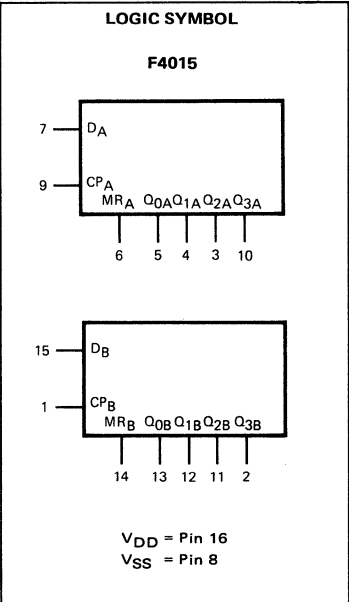 LOGIC SYMBOL
F4015
7 DA
9 CPA
MRA Q0A Q1A Q2A Q3A
6 5 4 3 10
15 DB
1 CPB
MRB Q0B Q1B Q2B Q3B
14 13 12 11 2
VDD = Pin 16
VSS = Pin 8